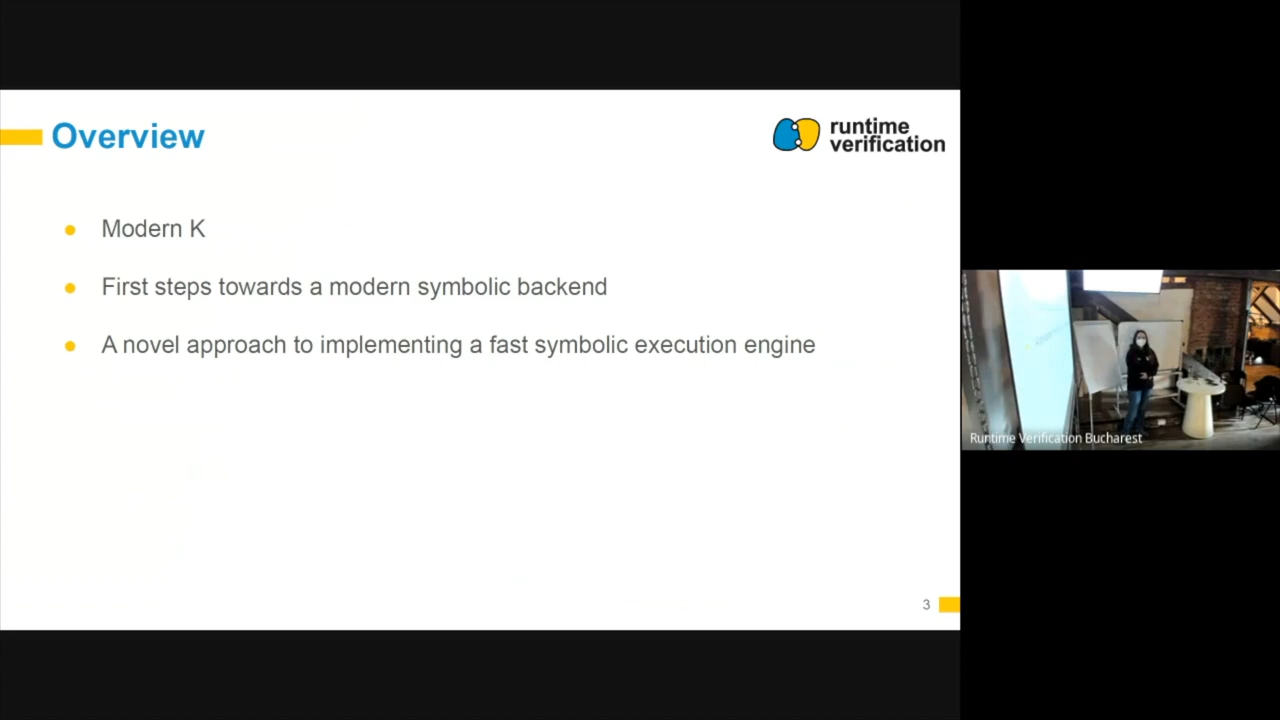 Overview
runtime
verification
Modern K
First steps towards a modern symbolic backend
A novel approach to implementing a fast symbolic execution engine
3
Runtime Verification Bucharest